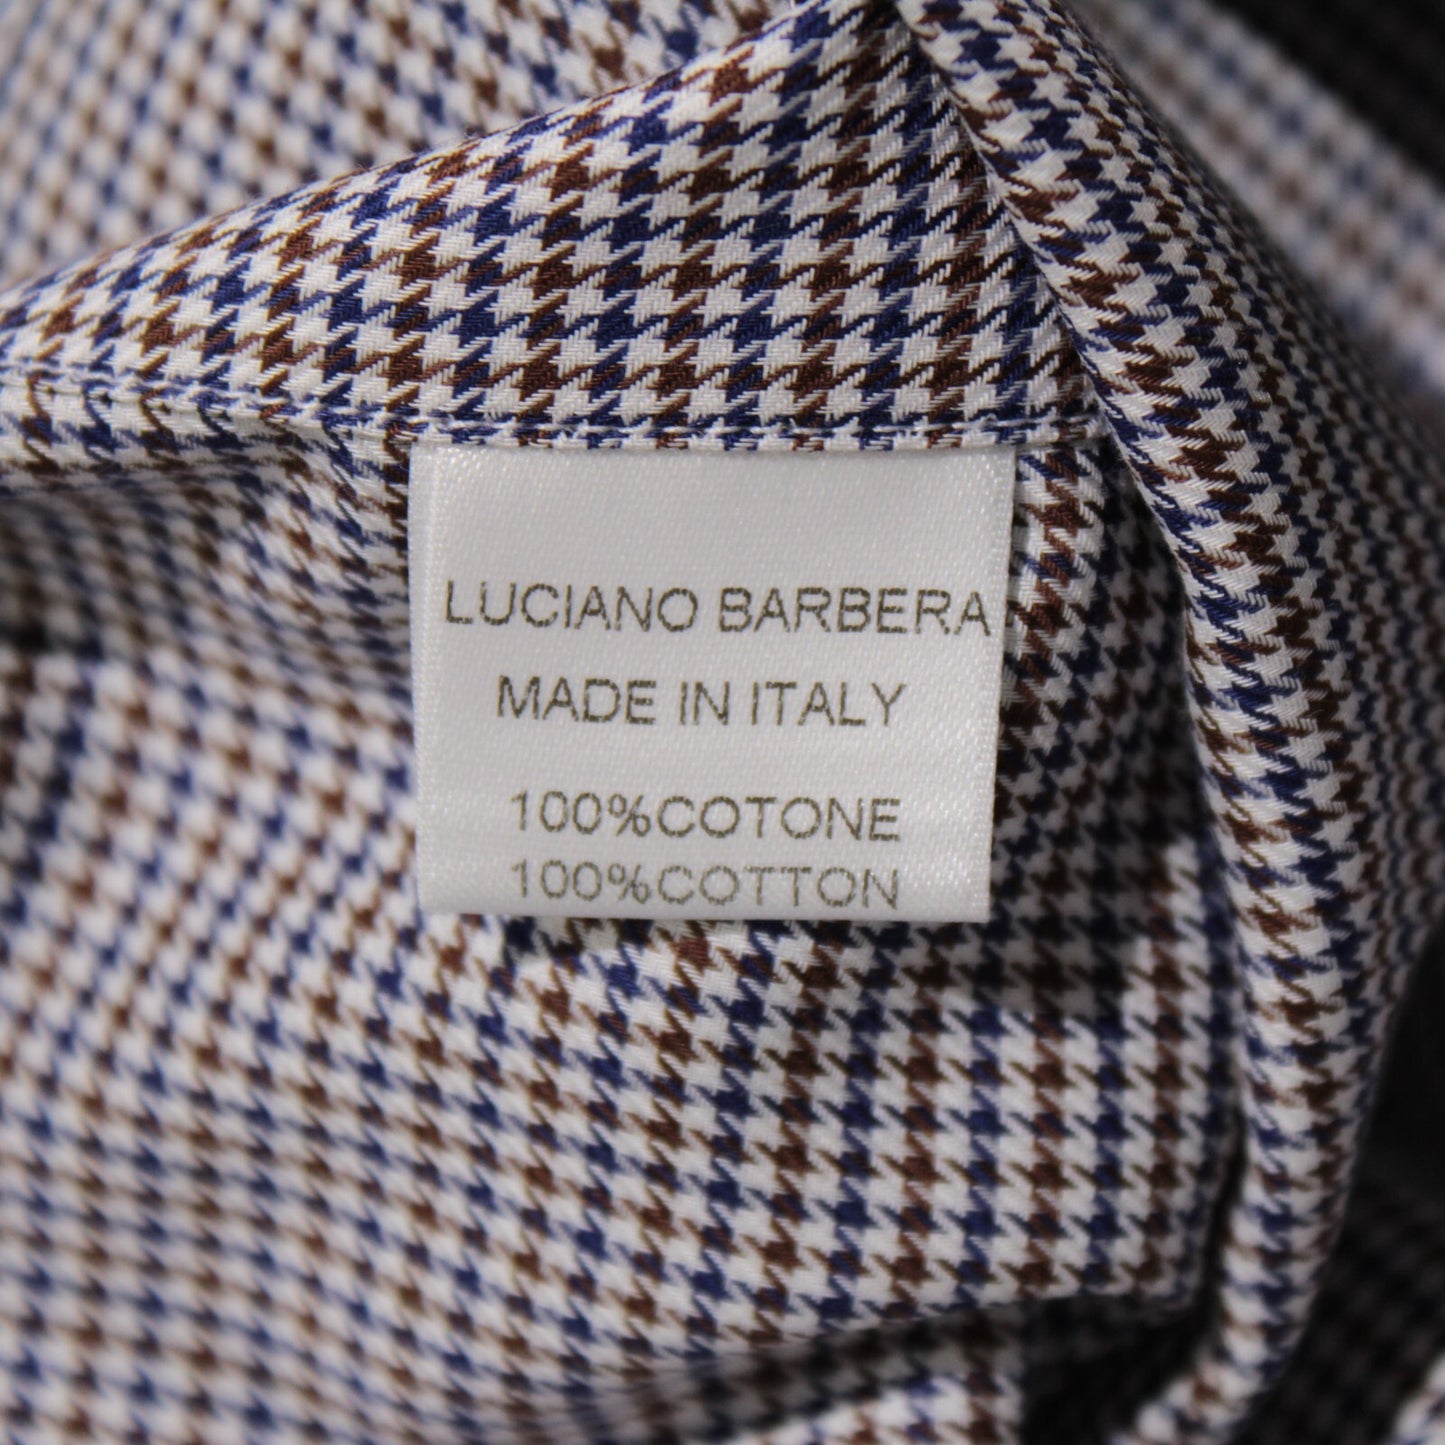 LUCIANO BARBERA
MADE IN ITALY
100%COTONE
100%COTTON